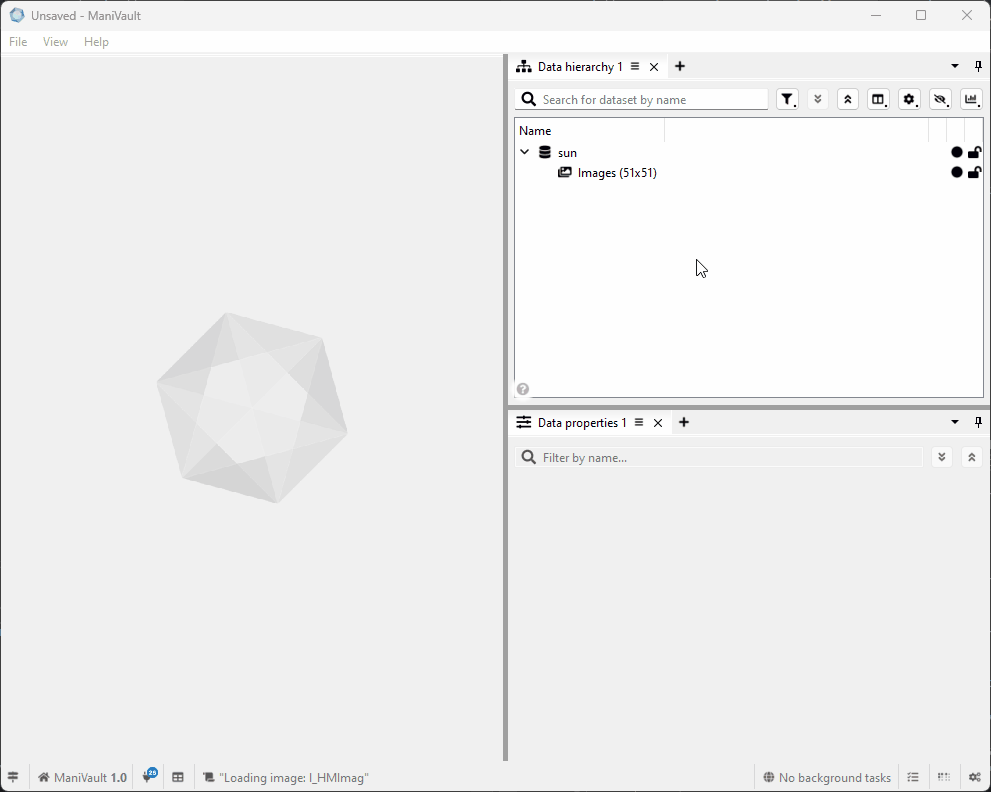 Unsaved - ManiVault
File View Help
Data hierarchy 1
Search for dataset by name
Name
sun
Images (51x51)
?
Data properties 1
Filter by name...
ManiVault 1.0
25
"Loading image: I_HMImag"
No background tasks